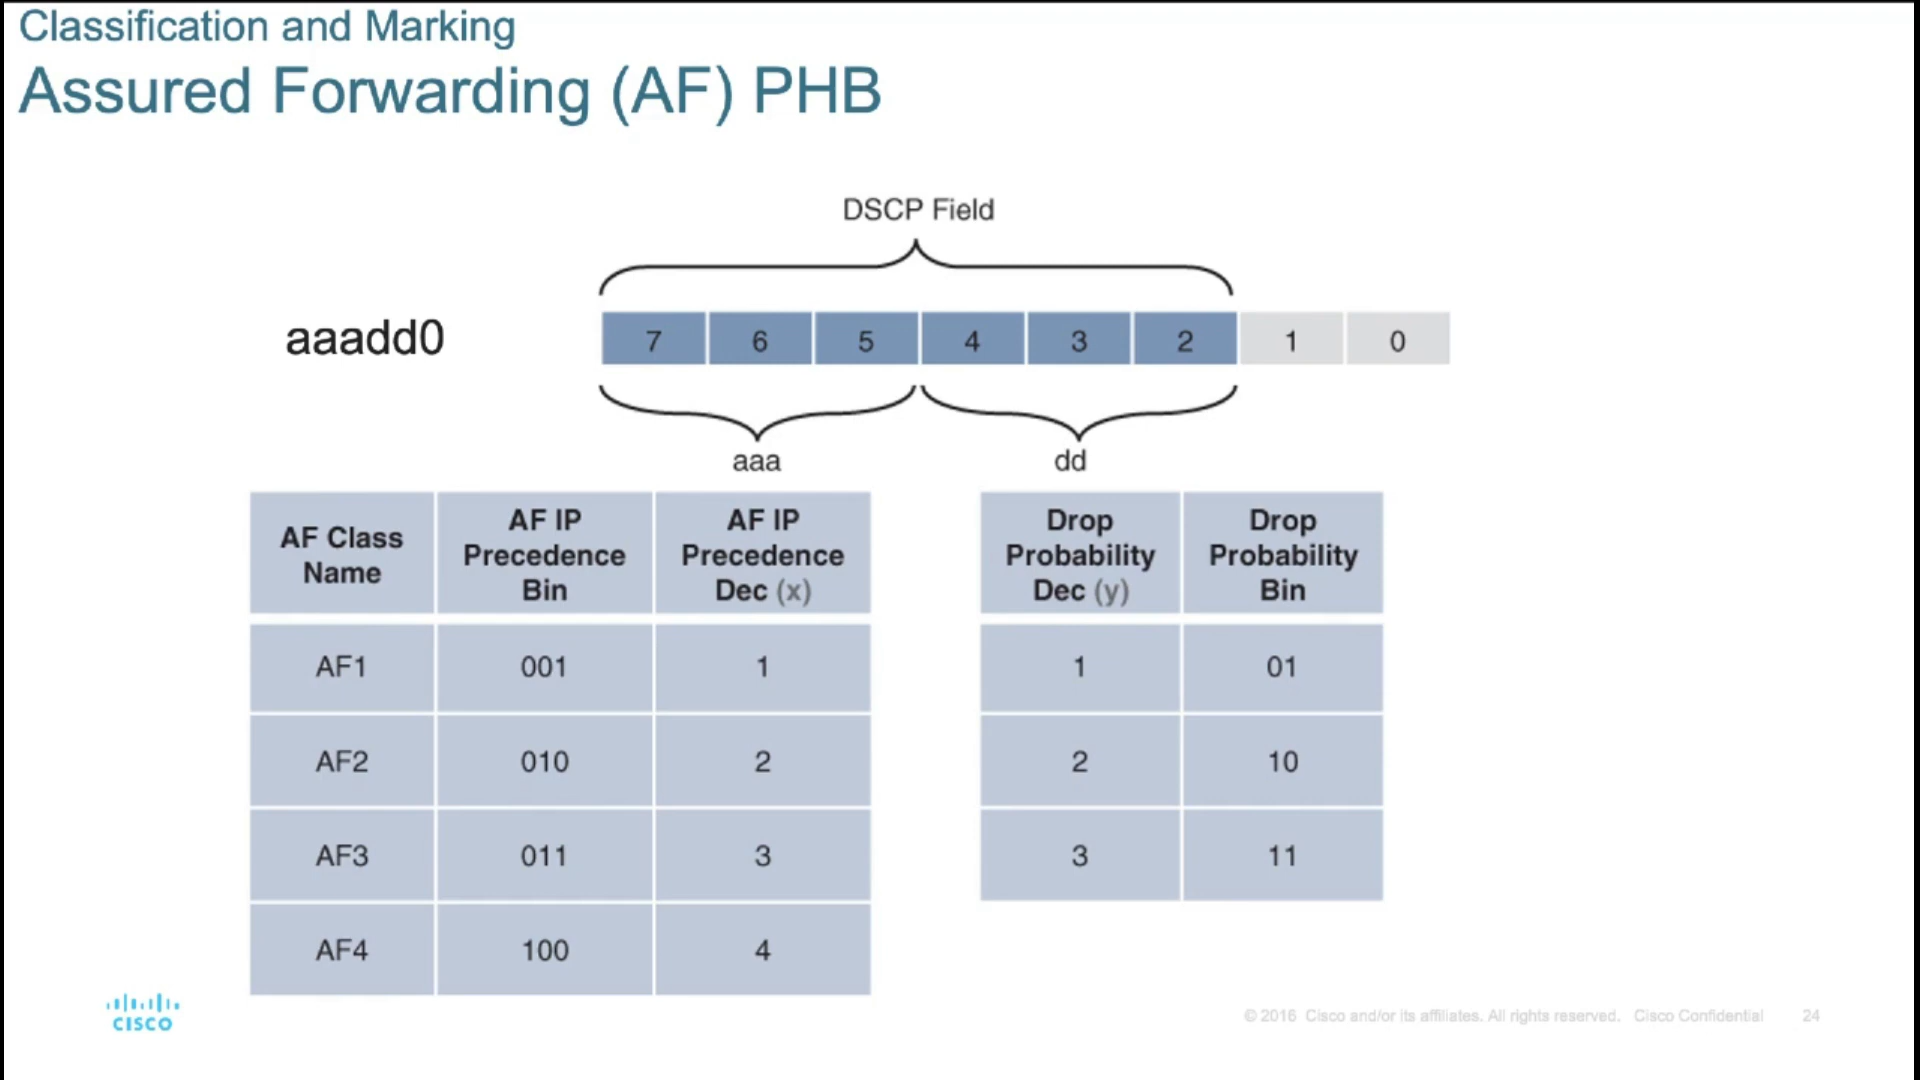 Classification and Marking
Assured Forwarding (AF) PHB
DSCP Field
aaadd0
7 6 5 4 3 2 1 0
aaa dd
AF Class Name
AF IP Precedence Bin
AF IP Precedence Dec (x)
AF1 001 1
AF2 010 2
AF3 011 3
AF4 100 4
Drop Probability Dec (y)
Drop Probability Bin
1 01
2 10
3 11
CISCO
© 2016 Cisco and/or its affiliates. All rights reserved. Cisco Confidential 24